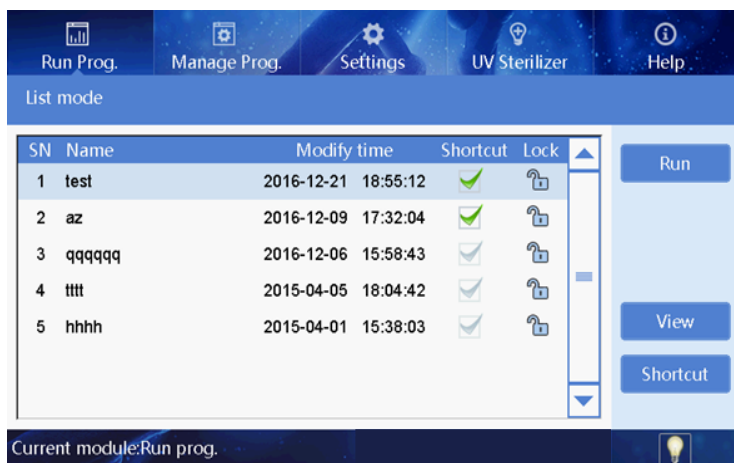 Run Prog. Manage Prog. Settings UV Sterilizer Help
List mode
SN Name Modify time Shortcut Lock
1 test 2016-12-21 18:55:12
2 az 2016-12-09 17:32:04
3 qqqqqq 2016-12-06 15:58:43
4 tttt 2015-04-05 18:04:42
5 hhhh 2015-04-01 15:38:03
Run
View
Shortcut
Current module:Run prog.